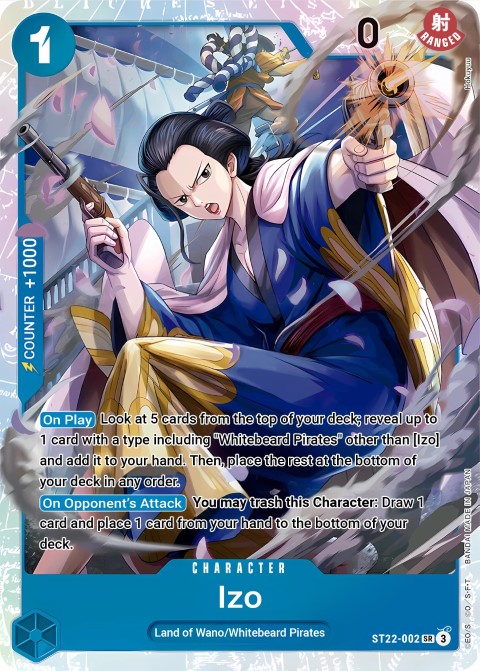 1
0
射
RANGED
Hokuyuu
COUNTER +1000
On Play Look at 5 cards from the top of your deck; reveal up to
1 card with a type including "Whitebeard Pirates" other than [Izo]
and add it to your hand. Then, place the rest at the bottom of
your deck in any order.
On Opponent's Attack You may trash this Character: Draw 1
card and place 1 card from your hand to the bottom of your
deck.
CHARACTER
Izo
Land of Wano/Whitebeard Pirates
ST22-002 SR 3
©E.O/S ©O/S·F·T BANDAI MADE IN JAPAN